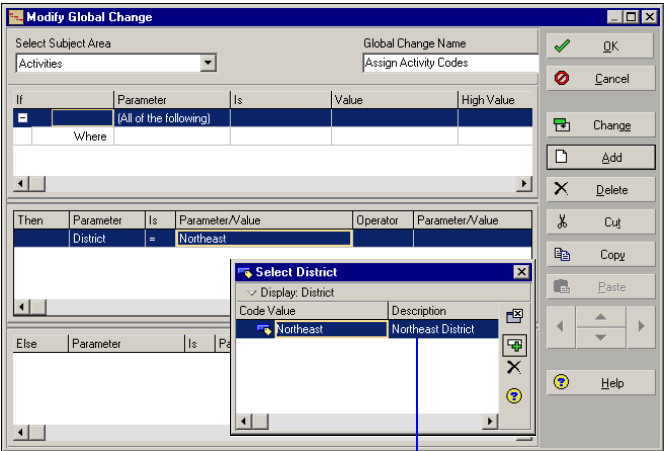 Modify Global Change
Select Subject Area
Global Change Name
Activities
Assign Activity Codes
If Parameter Is Value High Value
(All of the following)
Where
Then Parameter Is Parameter/Value Operator Parameter/Value
District = Northeast
Select District
Display: District
Code Value Description
Northeast Northeast District
Else Parameter Is
OK
Cancel
Change
Add
Delete
Cut
Copy
Paste
Help